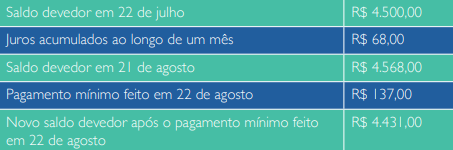 Saldo devedor em 22 de julho R$ 4.500,00
Juros acumulados ao longo de um mês R$ 68,00
Saldo devedor em 21 de agosto R$ 4.568,00
Pagamento mínimo feito em 22 de agosto R$ 137,00
Novo saldo devedor após o pagamento mínimo feito R$ 4.431,00
em 22 de agosto